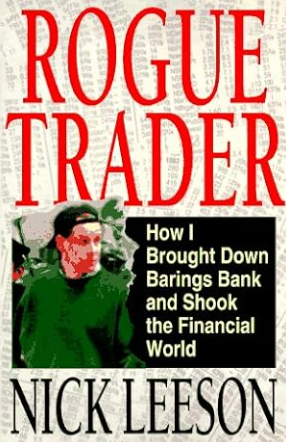 ROGUE
TRADER
How I
Brought Down
Barings Bank
and Shook
the Financial
World
NICK LEESON